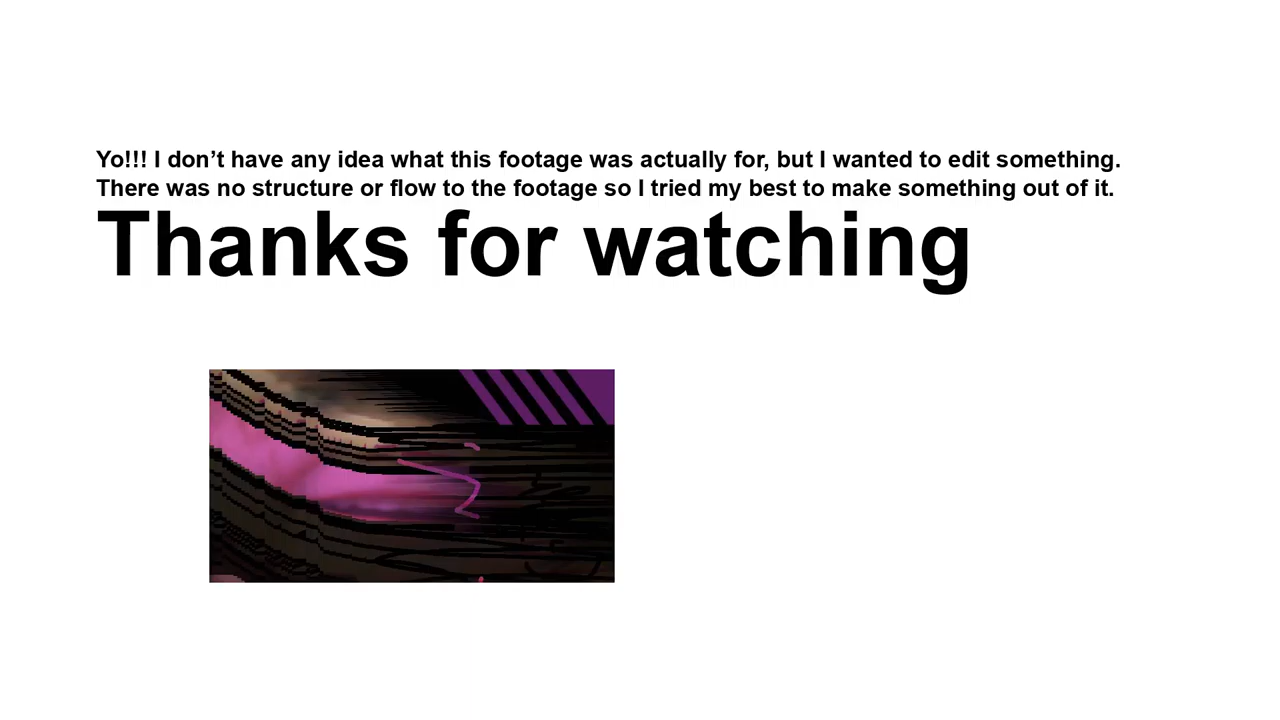 Yo!!! I don’t have any idea what this footage was actually for, but I wanted to edit something.
There was no structure or flow to the footage so I tried my best to make something out of it.
Thanks for watching